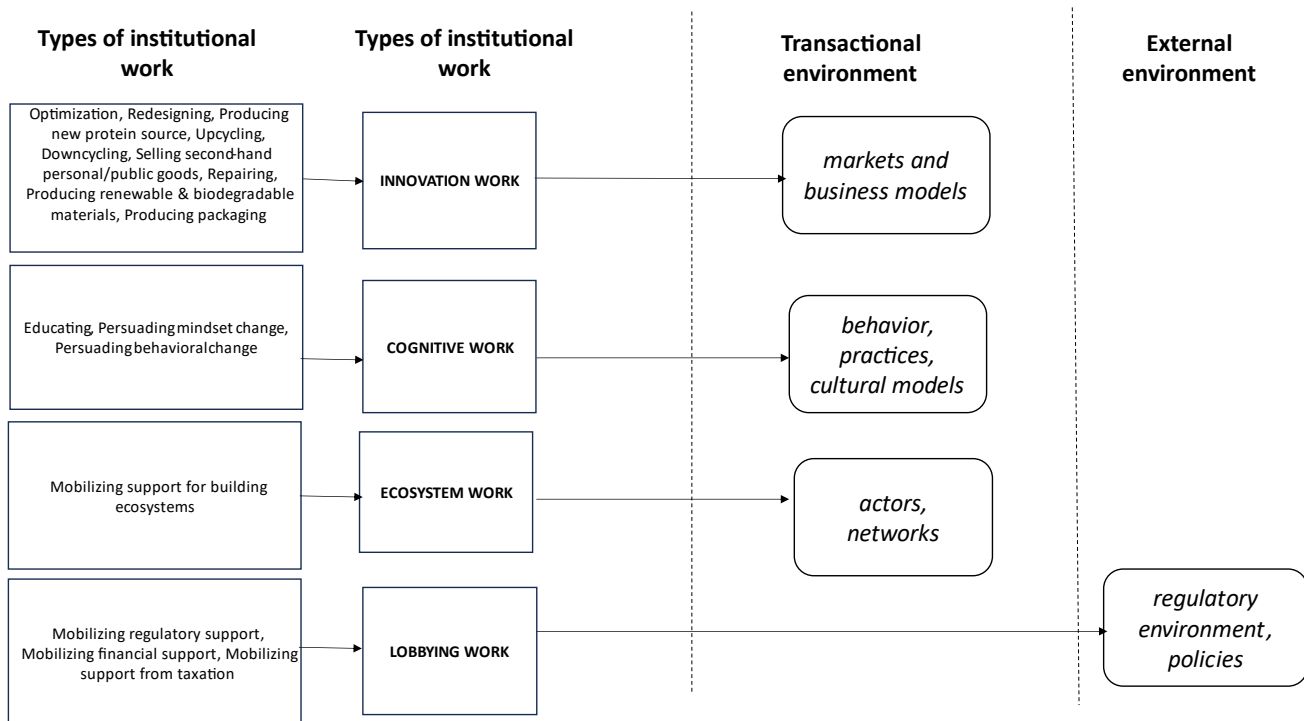 Types of institutional
work
Types of institutional
work
Transactional
environment
External
environment
Optimization, Redesigning, Producing
new protein source, Upcycling,
Downcycling, Selling second-hand
personal/public goods, Repairing,
Producing renewable & biodegradable
materials, Producing packaging
INNOVATION WORK
markets and
business models
Educating, Persuading mindset change,
Persuading behavioral change
COGNITIVE WORK
behavior,
practices,
cultural models
Mobilizing support for building
ecosystems
ECOSYSTEM WORK
actors,
networks
Mobilizing regulatory support,
Mobilizing financial support, Mobilizing
support from taxation
LOBBYING WORK
regulatory
environment,
policies